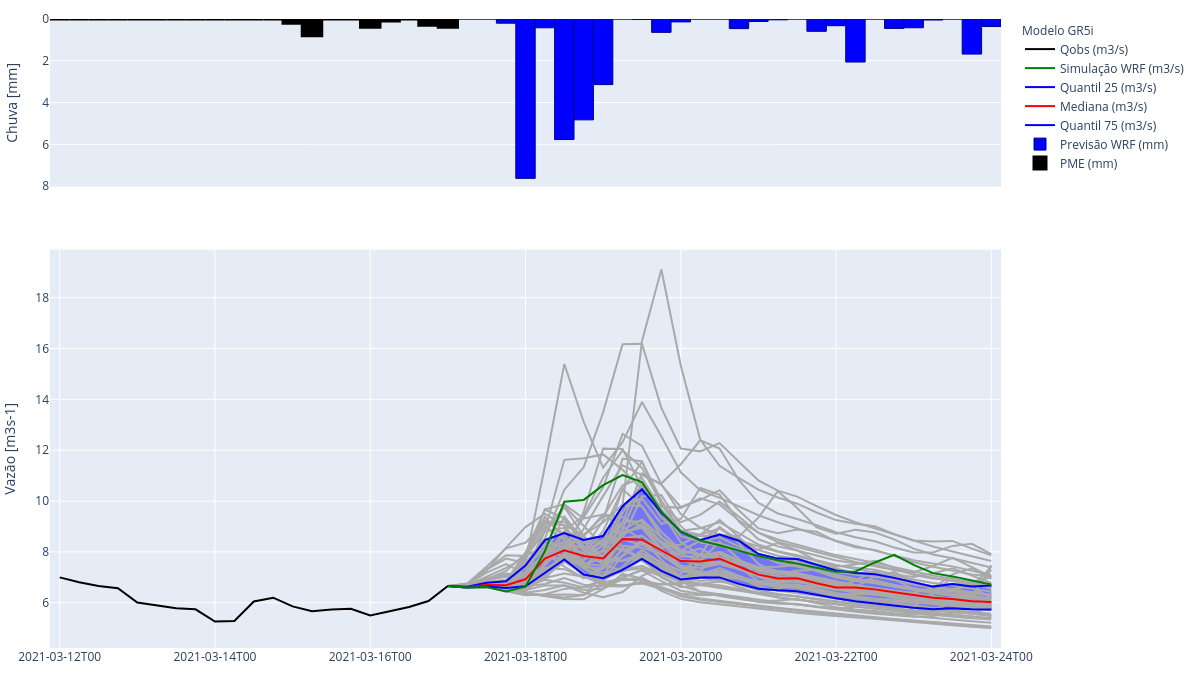 0
2
4
6
8
Chuva [mm]
Modelo GR5i
Qobs (m3/s)
Simulação WRF (m3/s)
Quantil 25 (m3/s)
Mediana (m3/s)
Quantil 75 (m3/s)
Previsão WRF (mm)
PME (mm)
18
16
14
12
10
8
6
Vazão [m3s-1]
2021-03-12T00
2021-03-14T00
2021-03-16T00
2021-03-18T00
2021-03-20T00
2021-03-22T00
2021-03-24T00